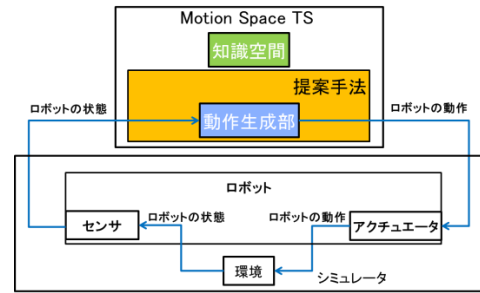 Motion Space TS
知識空間
提案手法
ロボットの状態
動作生成部
ロボットの動作
ロボット
センサ
ロボットの状態
ロボットの動作
アクチュエータ
環境
シミュレータ